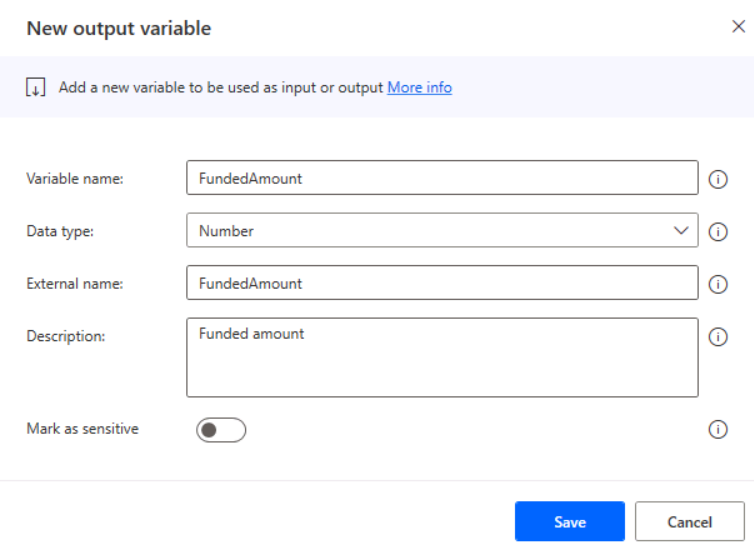 New output variable
Add a new variable to be used as input or output More info
Variable name: FundedAmount
Data type: Number
External name: FundedAmount
Description: Funded amount
Mark as sensitive
Save Cancel